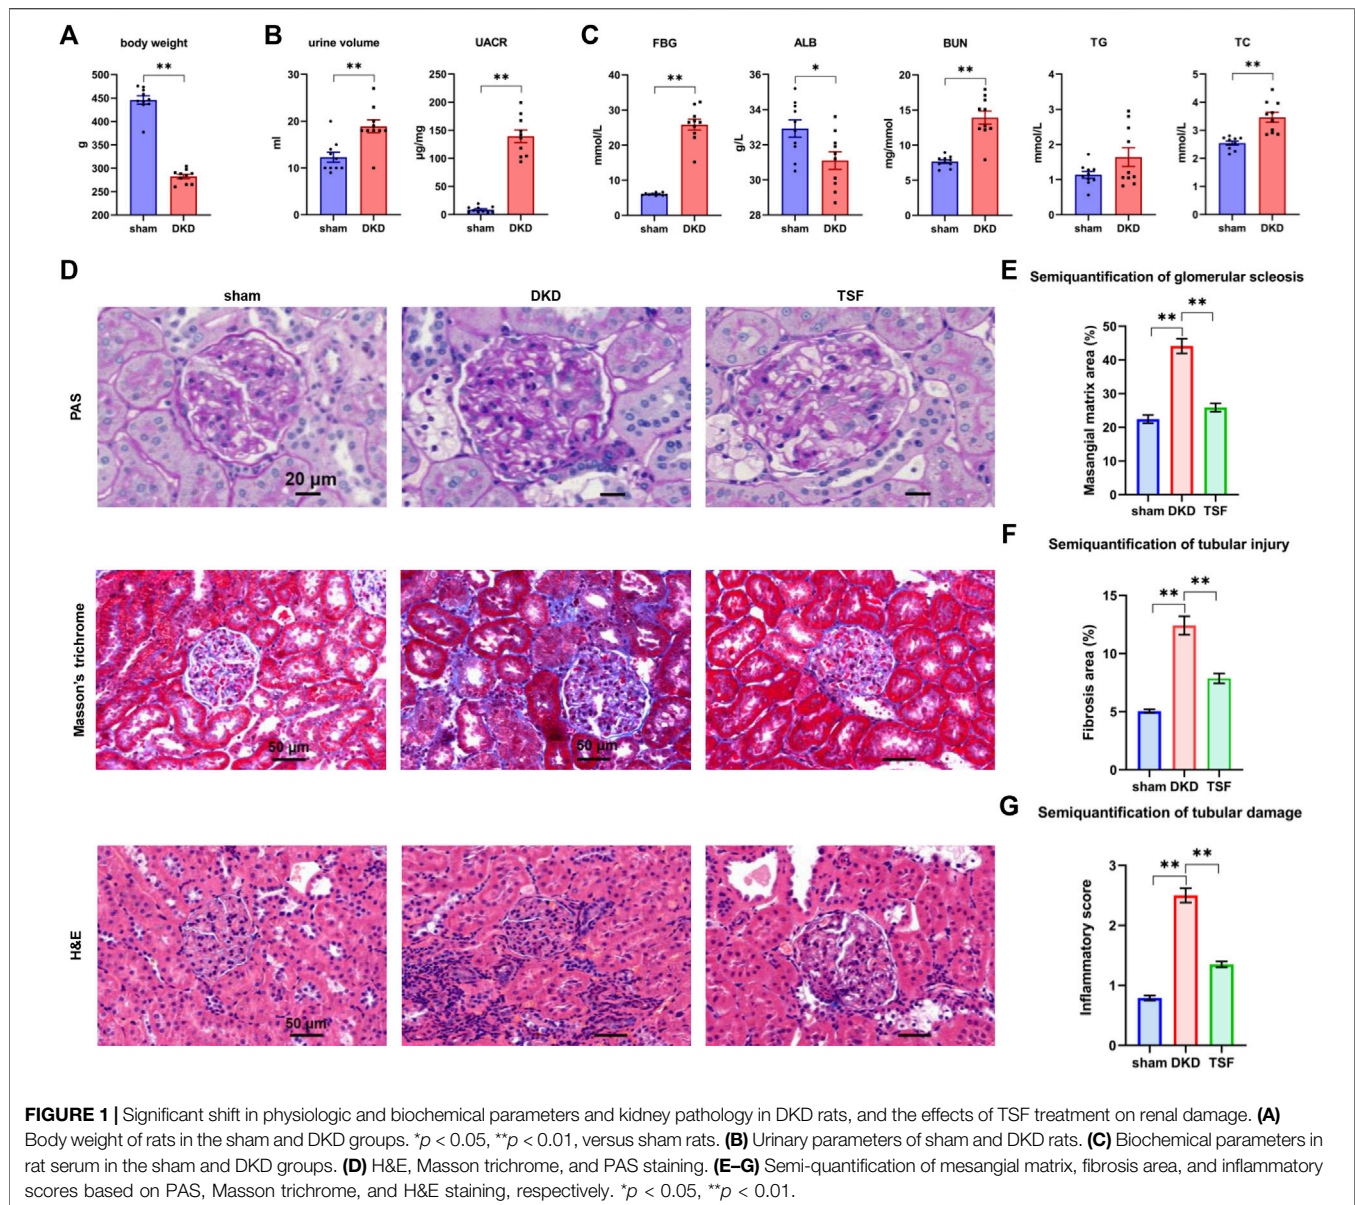 A
body weight
**
500
450
400
350
300
250
200
g
sham DKD
B
urine volume
**
30
20
10
0
ml
sham DKD
UACR
**
250
200
150
100
50
0
µg/mg
sham DKD
C
FBG
**
40
30
20
10
0
mmol/L
sham DKD
ALB
*
36
34
32
30
28
g/L
sham DKD
BUN
**
20
15
10
5
0
mg/mmol
sham DKD
TG
4
3
2
1
0
mmol/L
sham DKD
TC
**
5
4
3
2
1
0
mmol/L
sham DKD
D
sham DKD TSF
PAS
20 µm
Masson's trichrome
50 µm
50 µm
H&E
50 µm
E
Semiquantification of glomerular scleosis
**
**
50
40
30
20
10
0
Masangial matrix area (%)
sham DKD TSF
F
Semiquantification of tubular injury
**
**
15
10
5
0
Fibrosis area (%)
sham DKD TSF
G
Semiquantification of tubular damage
**
**
3
2
1
0
Inflammatory score
sham DKD TSF
FIGURE 1 | Significant shift in physiologic and biochemical parameters and kidney pathology in DKD rats, and the effects of TSF treatment on renal damage. (A)
Body weight of rats in the sham and DKD groups. *p < 0.05, **p < 0.01, versus sham rats. (B) Urinary parameters of sham and DKD rats. (C) Biochemical parameters in
rat serum in the sham and DKD groups. (D) H&E, Masson trichrome, and PAS staining. (E–G) Semi-quantification of mesangial matrix, fibrosis area, and inflammatory
scores based on PAS, Masson trichrome, and H&E staining, respectively. *p < 0.05, **p < 0.01.